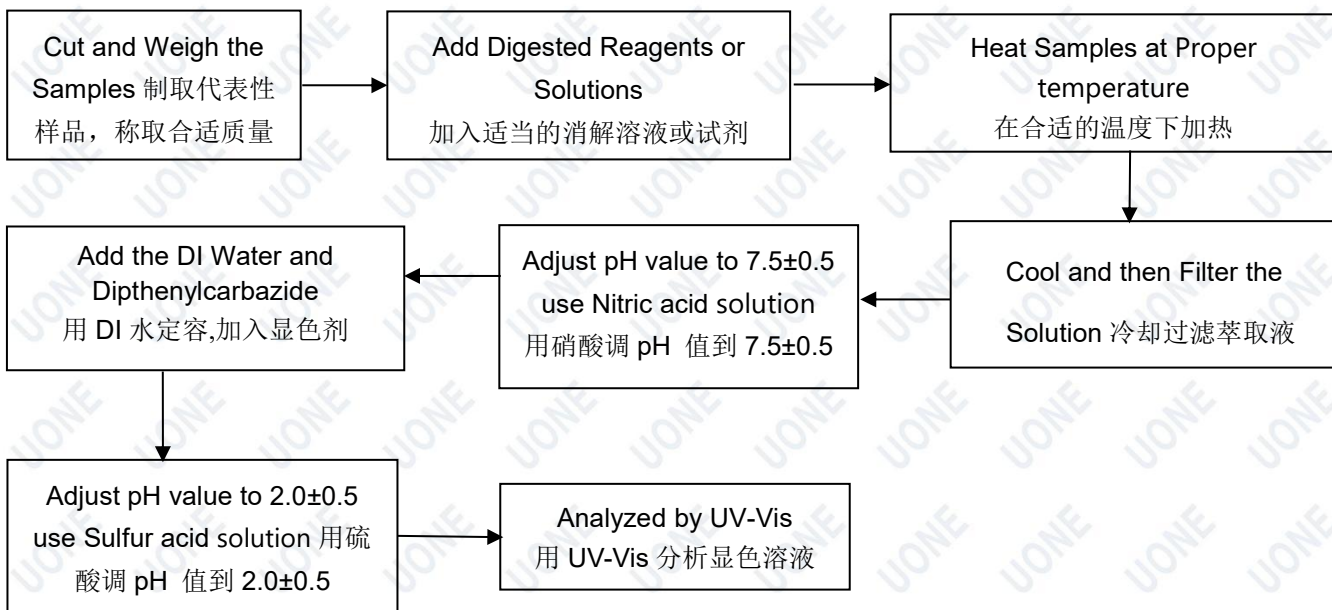 Cut and Weigh the
Samples 制取代表性
样品，称取合适质量
Add Digested Reagents or
Solutions
加入适当的消解溶液或试剂
Heat Samples at Proper
temperature
在合适的温度下加热
Cool and then Filter the
Solution 冷却过滤萃取液
Adjust pH value to 7.5±0.5
use Nitric acid solution
用硝酸调 pH 值到 7.5±0.5
Add the DI Water and
Dipthenylcarbazide
用 DI 水定容,加入显色剂
Adjust pH value to 2.0±0.5
use Sulfur acid solution 用硫
酸调 pH 值到 2.0±0.5
Analyzed by UV-Vis
用 UV-Vis 分析显色溶液
UONE